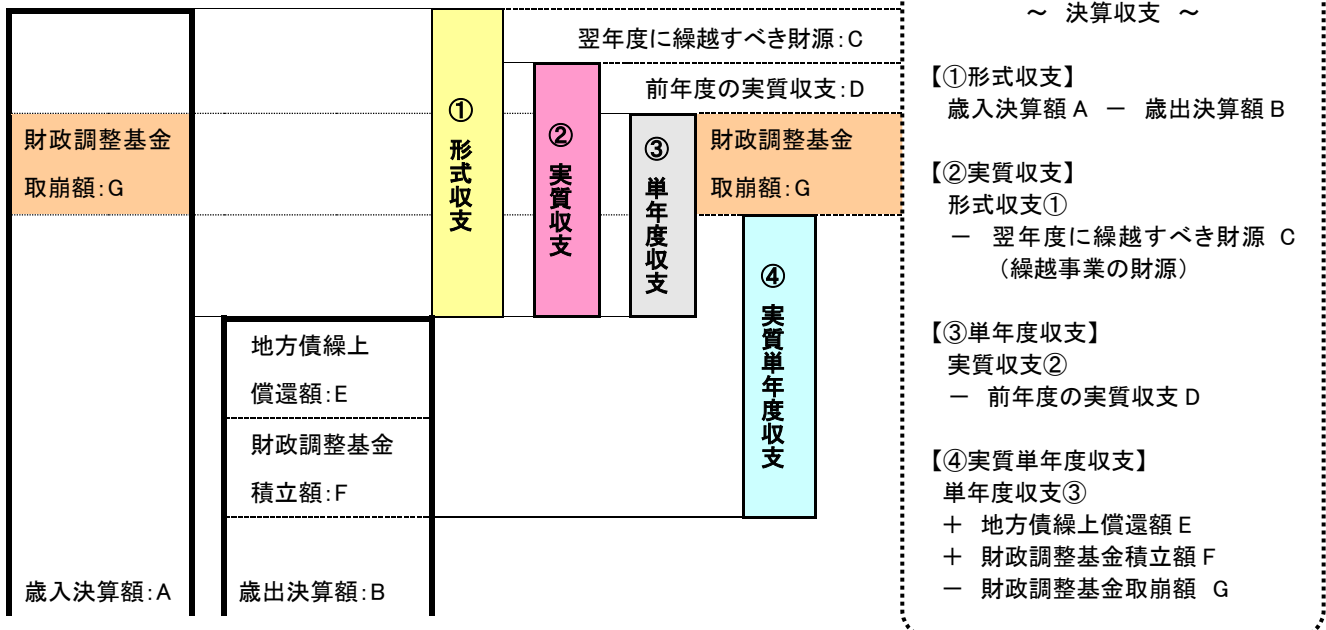 翌年度に繰越すべき財源：C
前年度の実質収支：D
財政調整基金
取崩額：G
① 形式収支
② 実質収支
③ 単年度収支
財政調整基金
取崩額：G
④ 実質単年度収支
地方債繰上
償還額：E
財政調整基金
積立額：F
歳入決算額：A
歳出決算額：B
～ 決算収支 ～
【①形式収支】
歳入決算額 A － 歳出決算額 B
【②実質収支】
形式収支①
－ 翌年度に繰越すべき財源 C
（繰越事業の財源）
【③単年度収支】
実質収支②
－ 前年度の実質収支 D
【④実質単年度収支】
単年度収支③
＋ 地方債繰上償還額 E
＋ 財政調整基金積立額 F
－ 財政調整基金取崩額 G